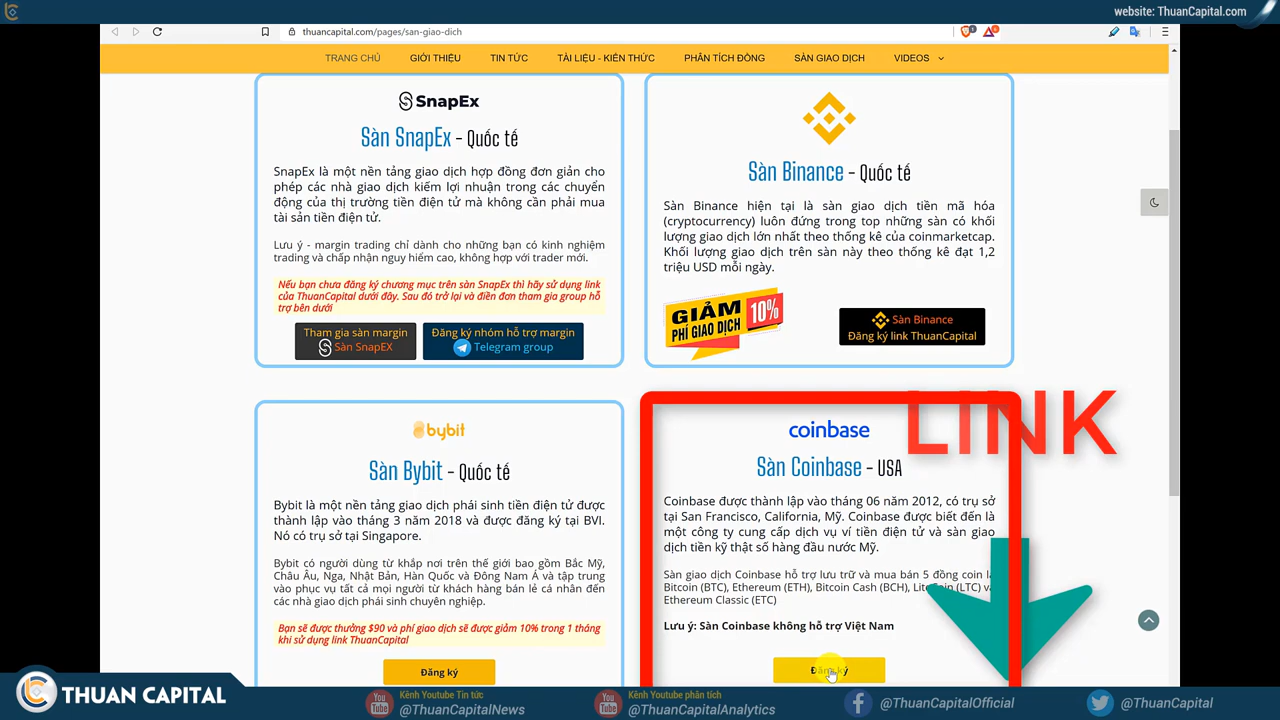 website: ThuanCapital.com
thuancapital.com/pages/san-giao-dich
TRANG CHỦ
GIỚI THIỆU
TIN TỨC
TÀI LIỆU - KIẾN THỨC
PHÂN TÍCH ĐỒNG
SÀN GIAO DỊCH
VIDEOS
SnapEx
Sàn SnapEx - Quốc tế
SnapEx là một nền tảng giao dịch hợp đồng đơn giản cho
phép các nhà giao dịch kiếm lợi nhuận trong các chuyển
động của thị trường tiền điện tử mà không cần phải mua
tài sản tiền điện tử.
Lưu ý - margin trading chỉ dành cho những bạn có kinh nghiệm
trading và chấp nhận nguy hiểm cao, không hợp với trader mới.
Nếu bạn chưa đăng ký chương mục trên sàn SnapEx thì hãy sử dụng link
của ThuanCapital dưới đây. Sau đó trở lại và điền đơn tham gia group hỗ
trợ bên dưới
Tham gia sàn margin
Sàn SnapEX
Đăng ký nhóm hỗ trợ margin
Telegram group
Sàn Binance - Quốc tế
Sàn Binance hiện tại là sàn giao dịch tiền mã hóa
(cryptocurrency) luôn đứng trong top những sàn có khối
lượng giao dịch lớn nhất theo thống kê của coinmarketcap.
Khối lượng giao dịch trên sàn này theo thống kê đạt 1,2
triệu USD mỗi ngày.
GIẢM
PHÍ GIAO DỊCH
10%
Sàn Binance
Đăng ký link ThuanCapital
bybit
Sàn Bybit - Quốc tế
Bybit là một nền tảng giao dịch phái sinh tiền điện tử được
thành lập vào tháng 3 năm 2018 và được đăng ký tại BVI.
Nó có trụ sở tại Singapore.
Bybit có người dùng từ khắp nơi trên thế giới bao gồm Bắc Mỹ,
Châu Âu, Nga, Nhật Bản, Hàn Quốc và Đông Nam Á và tập trung
vào phục vụ tất cả mọi người từ khách hàng bán lẻ cá nhân đến
các nhà giao dịch phái sinh chuyên nghiệp.
Bạn sẽ được thưởng $90 và phí giao dịch sẽ được giảm 10% trong 1 tháng
khi sử dụng link ThuanCapital
Đăng ký
LINK
coinbase
Sàn Coinbase - USA
Coinbase được thành lập vào tháng 06 năm 2012, có trụ sở
tại San Francisco, California, Mỹ. Coinbase được biết đến là
một công ty cung cấp dịch vụ ví tiền điện tử và sàn giao
dịch tiền kỹ thật số hàng đầu nước Mỹ.
Sàn giao dịch Coinbase hỗ trợ lưu trữ và mua bán 5 đồng coin
Bitcoin (BTC), Ethereum (ETH), Bitcoin Cash (BCH), (LTC)
Ethereum Classic (ETC)
Lưu ý: Sàn Coinbase không hỗ trợ Việt Nam
Đăng ký
THUAN CAPITAL
You Tube
Kênh Youtube Tin tức
@ThuanCapitalNews
You Tube
Kênh Youtube phân tích
@ThuanCapitalAnalytics
@ThuanCapitalOfficial
@ThuanCapital